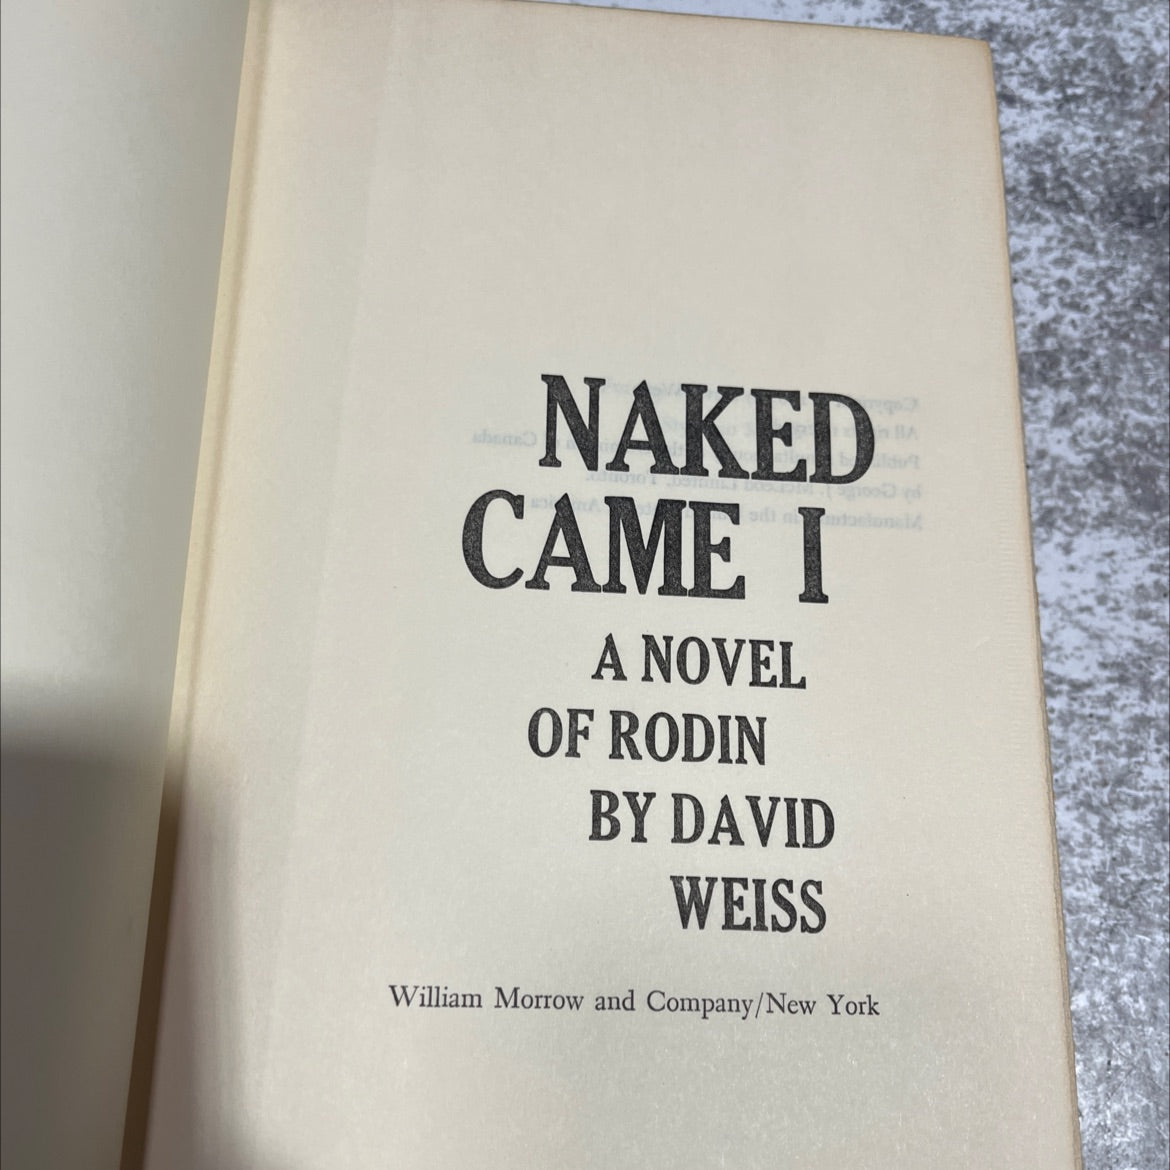 NAKED
CAME I
A NOVEL
OF RODIN
BY DAVID
WEISS
William Morrow and Company/New York